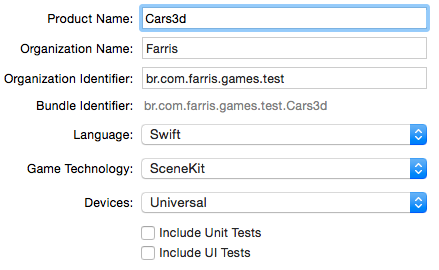 Product Name: Cars3d
Organization Name: Farris
Organization Identifier: br.com.farris.games.test
Bundle Identifier: br.com.farris.games.test.Cars3d
Language: Swift
Game Technology: SceneKit
Devices: Universal
Include Unit Tests
Include UI Tests